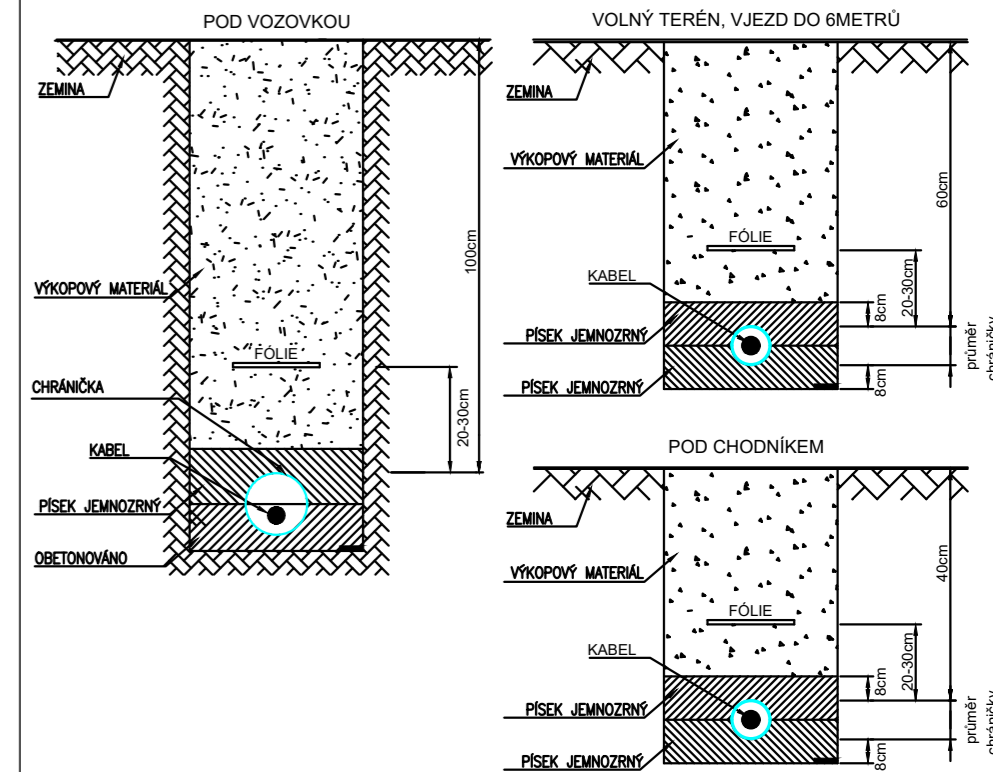 POD VOZOVKOU
ZEMINA
VÝKOPOVÝ MATERIÁL
FÓLIE
CHRÁNIČKA
KABEL
PÍSEK JEMNOZRNÝ
OBETONOVÁNO
100cm
20-30cm
VOLNÝ TERÉN, VJEZD DO 6METRŮ
ZEMINA
VÝKOPOVÝ MATERIÁL
FÓLIE
KABEL
PÍSEK JEMNOZRNÝ
PÍSEK JEMNOZRNÝ
60cm
20-30cm
8cm
8cm
průměr
chráničky
POD CHODNÍKEM
ZEMINA
VÝKOPOVÝ MATERIÁL
FÓLIE
KABEL
PÍSEK JEMNOZRNÝ
PÍSEK JEMNOZRNÝ
40cm
20-30cm
8cm
8cm
průměr
chráničky